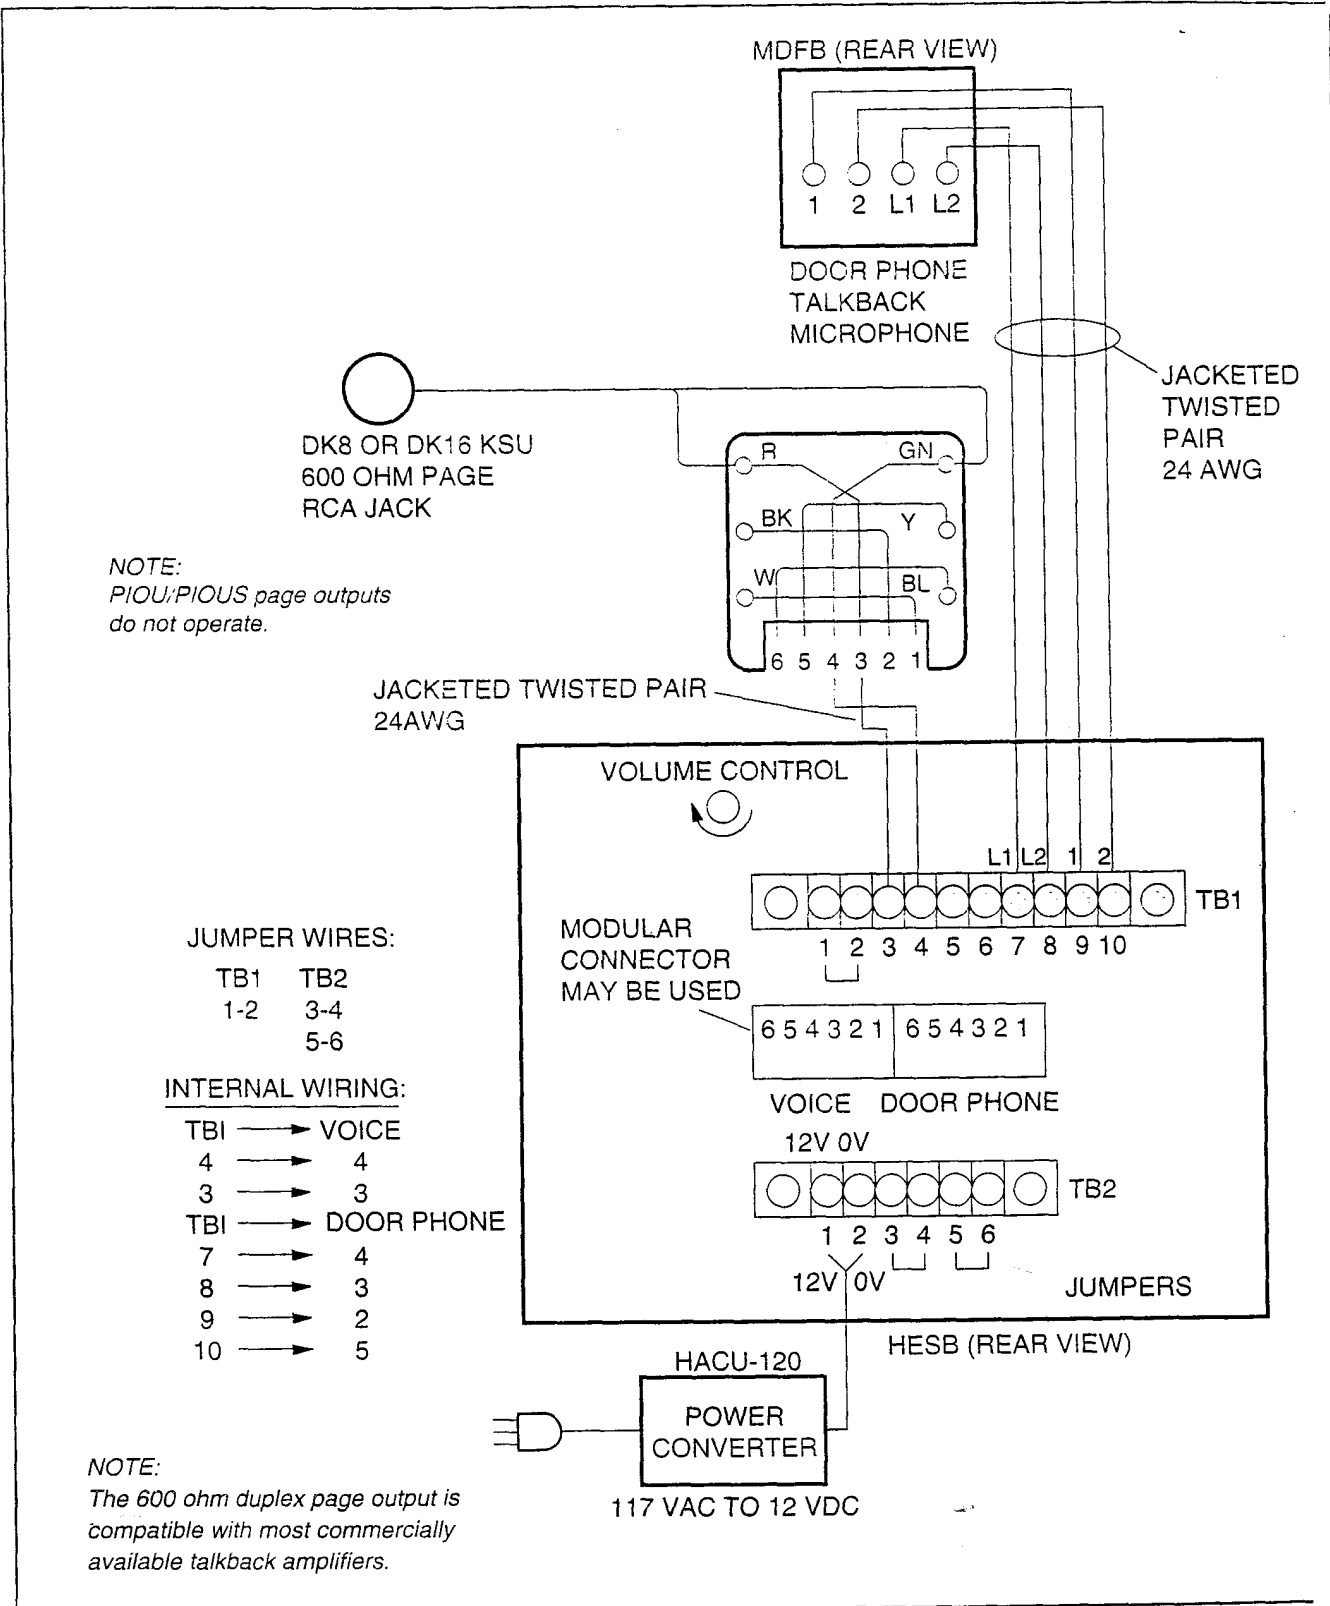 MDFB (REAR VIEW)
1 2 L1 L2
DOOR PHONE
TALKBACK
MICROPHONE
JACKETED
TWISTED
PAIR
24 AWG
DK8 OR DK16 KSU
600 OHM PAGE
RCA JACK
R GN
BK Y
W BL
6 5 4 3 2 1
NOTE:
PIOU/PIOUS page outputs
do not operate.
JACKETED TWISTED PAIR
24AWG
VOLUME CONTROL
L1 L2 1 2
TB1
1 2 3 4 5 6 7 8 9 10
MODULAR
CONNECTOR
MAY BE USED
6 5 4 3 2 1 6 5 4 3 2 1
VOICE DOOR PHONE
12V 0V
TB2
1 2 3 4 5 6
12V 0V
JUMPERS
HESB (REAR VIEW)
JUMPER WIRES:
TB1 TB2
1-2 3-4
5-6
INTERNAL WIRING:
TBI VOICE
4 4
3 3
TBI DOOR PHONE
7 4
8 3
9 2
10 5
HACU-120
POWER
CONVERTER
117 VAC TO 12 VDC
NOTE:
The 600 ohm duplex page output is
compatible with most commercially
available talkback amplifiers.